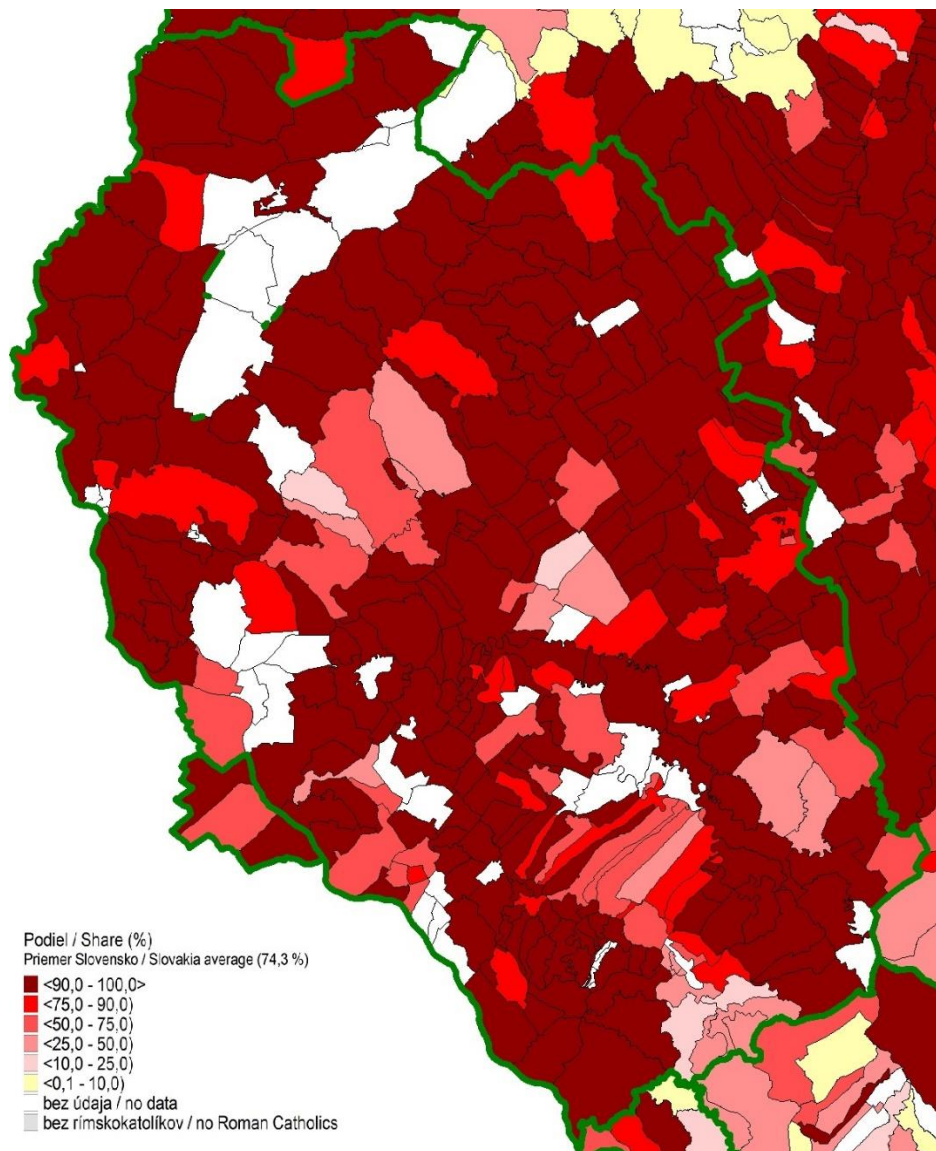 Podiel / Share (%)
Priemer Slovensko / Slovakia average (74,3 %)
<90,0 - 100,0>
<75,0 - 90,0)
<50,0 - 75,0)
<25,0 - 50,0)
<10,0 - 25,0)
<0,1 - 10,0)
bez údaja / no data
bez rímskokatolíkov / no Roman Catholics